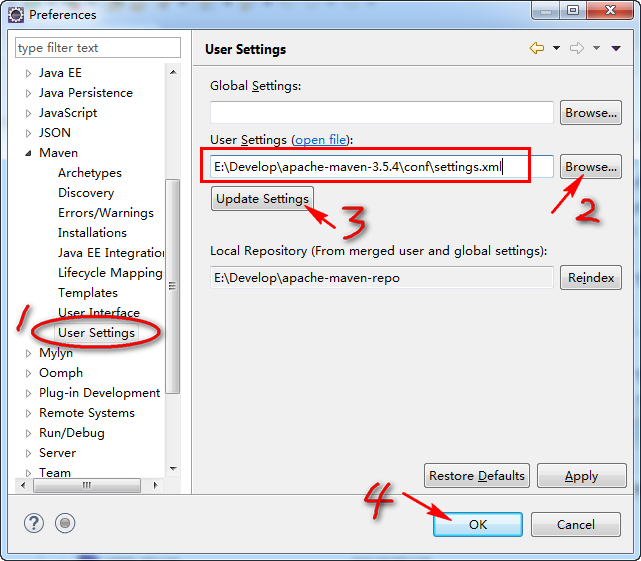 Preferences
type filter text
User Settings
Java EE
Java Persistence
JavaScript
JSON
Maven
Archetypes
Discovery
Errors/Warnings
Installations
Java EE Integration
Lifecycle Mapping
Templates
User Interface
1
User Settings
Mylyn
Oomph
Plug-in Development
Remote Systems
Run/Debug
Server
Team
Global Settings:
Browse...
User Settings (open file):
E:\Develop\apache-maven-3.5.4\conf\settings.xml
Browse...
2
Update Settings
3
Local Repository (From merged user and global settings):
E:\Develop\apache-maven-repo
Reindex
Restore Defaults
Apply
4
?
OK
Cancel